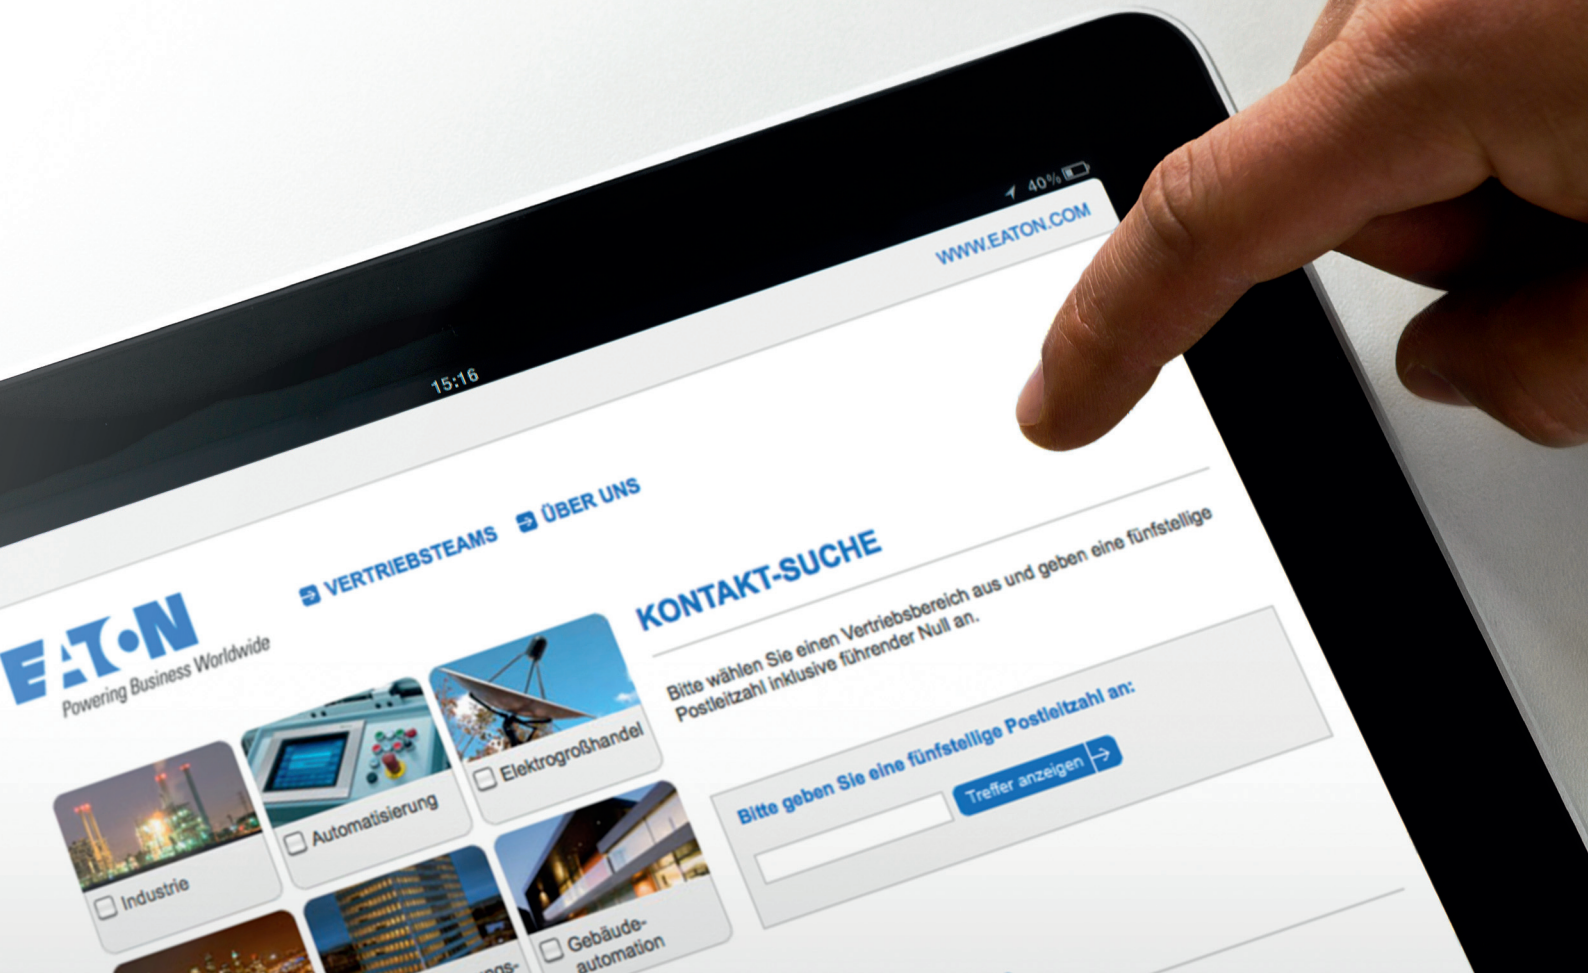 15:16
40%
WWW.EATON.COM
EATON
Powering Business Worldwide
VERTRIEBSTEAMS
ÜBER UNS
KONTAKT-SUCHE
Bitte wählen Sie einen Vertriebsbereich aus und geben eine fünfstellige
Postleitzahl inklusive führender Null an.
Bitte geben Sie eine fünfstellige Postleitzahl an:
Treffer anzeigen
Industrie
Automatisierung
Elektrogroßhandel
Gebäude-
automation